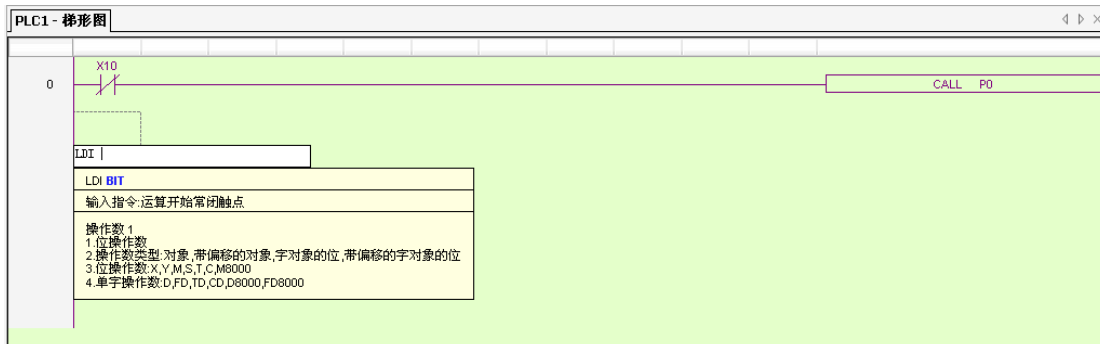 PLC1 - 梯形图
X10
0
CALL P0
LDI
LDI BIT
输入指令:运算开始常闭触点
操作数 1
1.位操作数
2.操作数类型:对象,带偏移的对象,字对象的位,带偏移的字对象的位
3.位操作数:X,Y,M,S,T,C,M8000
4.单字操作数:D,FD,TD,CD,D8000,FD8000